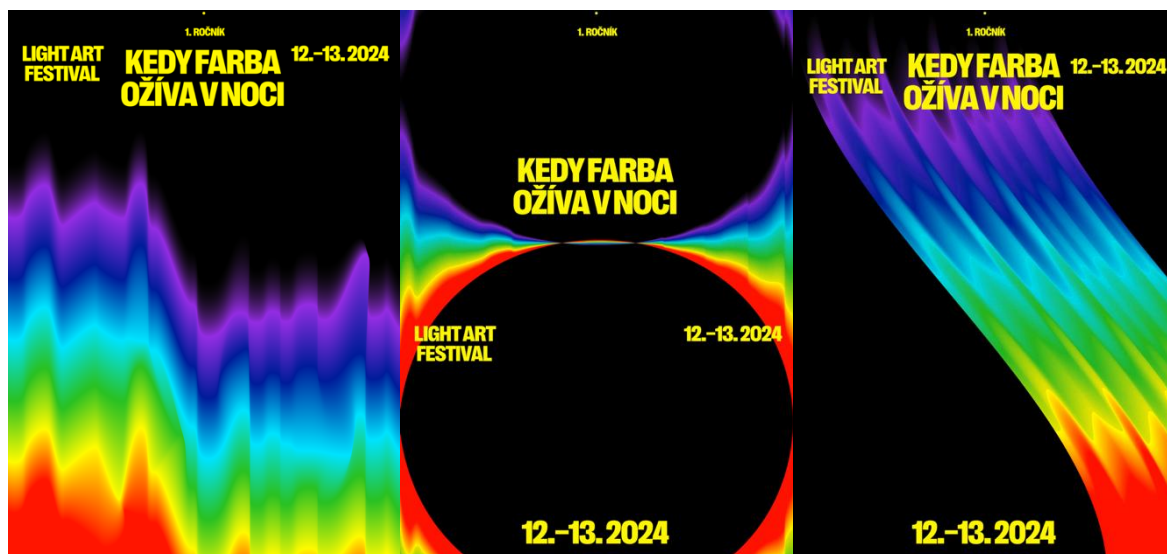 1. ROČNÍK
LIGHT ART
FESTIVAL
KEDY FARBA
OŽÍVA V NOCI
12.–13. 2024
1. ROČNÍK
KEDY FARBA
OŽÍVA V NOCI
LIGHT ART
FESTIVAL
12.–13. 2024
12.–13. 2024
1. ROČNÍK
LIGHT ART
FESTIVAL
KEDY FARBA
OŽÍVA V NOCI
12.–13. 2024
12.–13. 2024